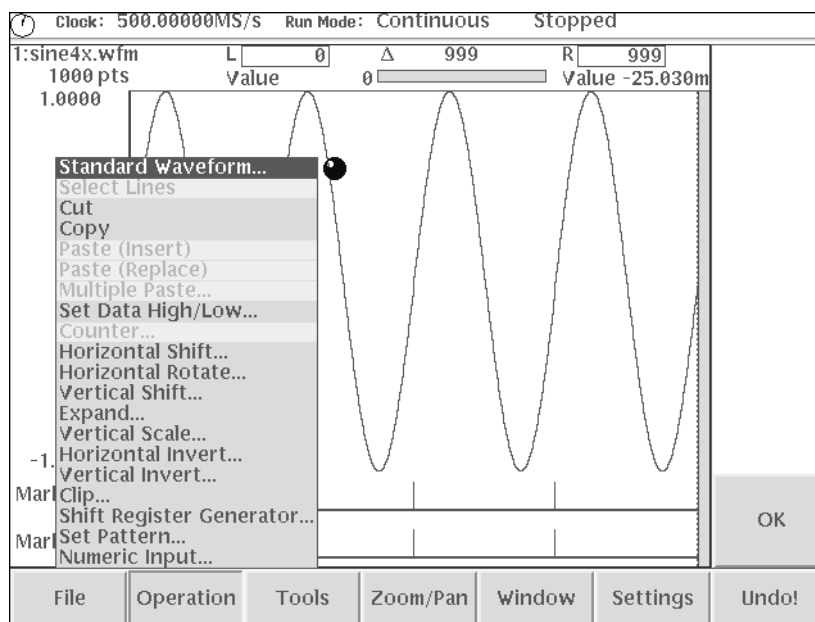 Clock: 500.00000MS/s Run Mode: Continuous Stopped
1:sine4x.wfm L 0 Δ 999 R 999
1000 pts Value 0 Value -25.030m
1.0000
Standard Waveform...
Select Lines
Cut
Copy
Paste (Insert)
Paste (Replace)
Multiple Paste...
Set Data High/Low...
Counter...
Horizontal Shift...
Horizontal Rotate...
Vertical Shift...
Expand...
Vertical Scale...
-1.
Horizontal Invert...
Vertical Invert...
Marl
Clip...
Shift Register Generator...
OK
Marl
Set Pattern...
Numeric Input...
File Operation Tools Zoom/Pan Window Settings Undo!